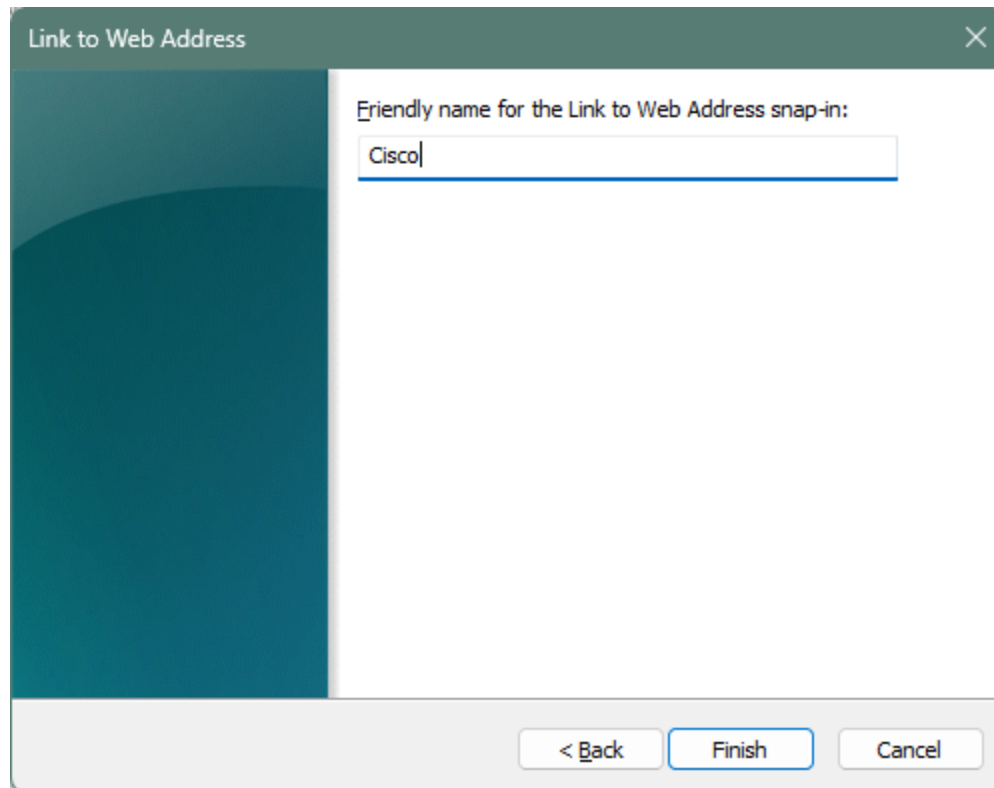 Link to Web Address
Friendly name for the Link to Web Address snap-in:
Cisco
< Back
Finish
Cancel